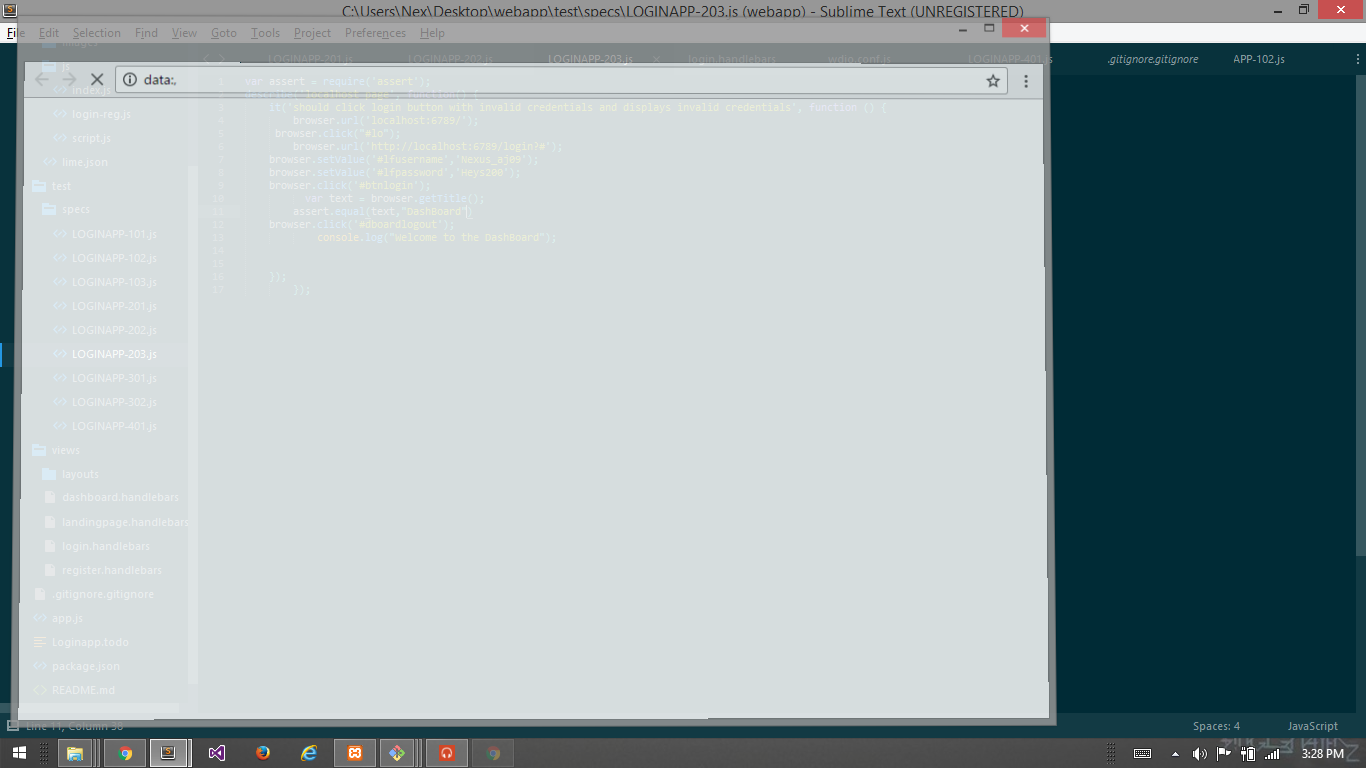 C:\Users\Nex\Desktop\webapp\test\specs\LOGINAPP-203.js (webapp) - Sublime Text (UNREGISTERED)
File Edit Selection Find View Goto Tools Project Preferences Help
images
LOGINAPP-201.js LOGINAPP-202.js LOGINAPP-203.js × login.handlebars wdio.conf.js LOGINAPP-401.js .gitignore.gitignore APP-102.js
js
data:,
index.js
login-reg.js
script.js
lime.json
test
specs
LOGINAPP-101.js
LOGINAPP-102.js
LOGINAPP-103.js
LOGINAPP-201.js
LOGINAPP-202.js
LOGINAPP-203.js
LOGINAPP-301.js
LOGINAPP-302.js
LOGINAPP-401.js
views
layouts
dashboard.handlebars
landingpage.handlebars
login.handlebars
register.handlebars
.gitignore.gitignore
app.js
Loginapp.todo
package.json
README.md
1 var assert = require('assert');
3 it('should click login button with invalid credentials and displays invalid credentials', function () {
4 browser.url('localhost:6789/');
5 browser.click("#lo");
6 browser.url('http://localhost:6789/login?#');
7 browser.setValue('#lfusername','Nexus_aj09');
8 browser.setValue('#lfpassword','Heys200');
9 browser.click('#btnlogin');
10 var text = browser.getTitle();
11 assert.equal(text,"DashBoard")
12 browser.click('#dboardlogout');
13 console.log("Welcome to the DashBoard");
14
15
16 });
17 });
Line 11, Column 38
Spaces: 4 JavaScript
3:28 PM